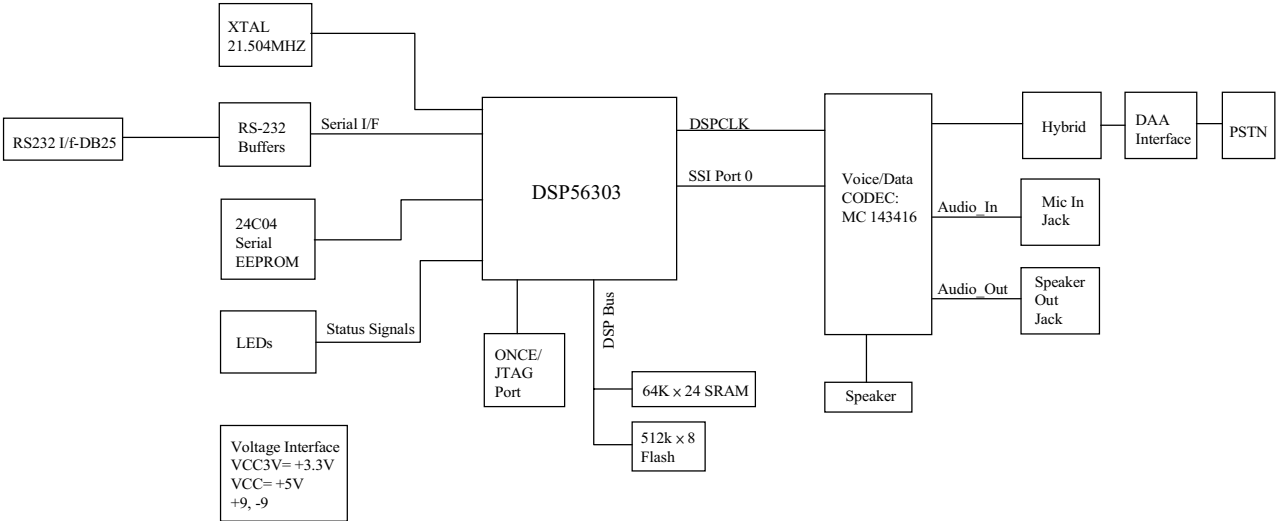 XTAL
21.504MHZ
RS232 I/f-DB25
RS-232
Buffers
Serial I/F
24C04
Serial
EEPROM
LEDs
Status Signals
Voltage Interface
VCC3V= +3.3V
VCC= +5V
+9, -9
DSP56303
ONCE/
JTAG
Port
DSP Bus
64K × 24 SRAM
512k × 8
Flash
DSPCLK
SSI Port 0
Voice/Data
CODEC:
MC 143416
Speaker
Hybrid
DAA
Interface
PSTN
Audio_In
Mic In
Jack
Audio_Out
Speaker
Out
Jack